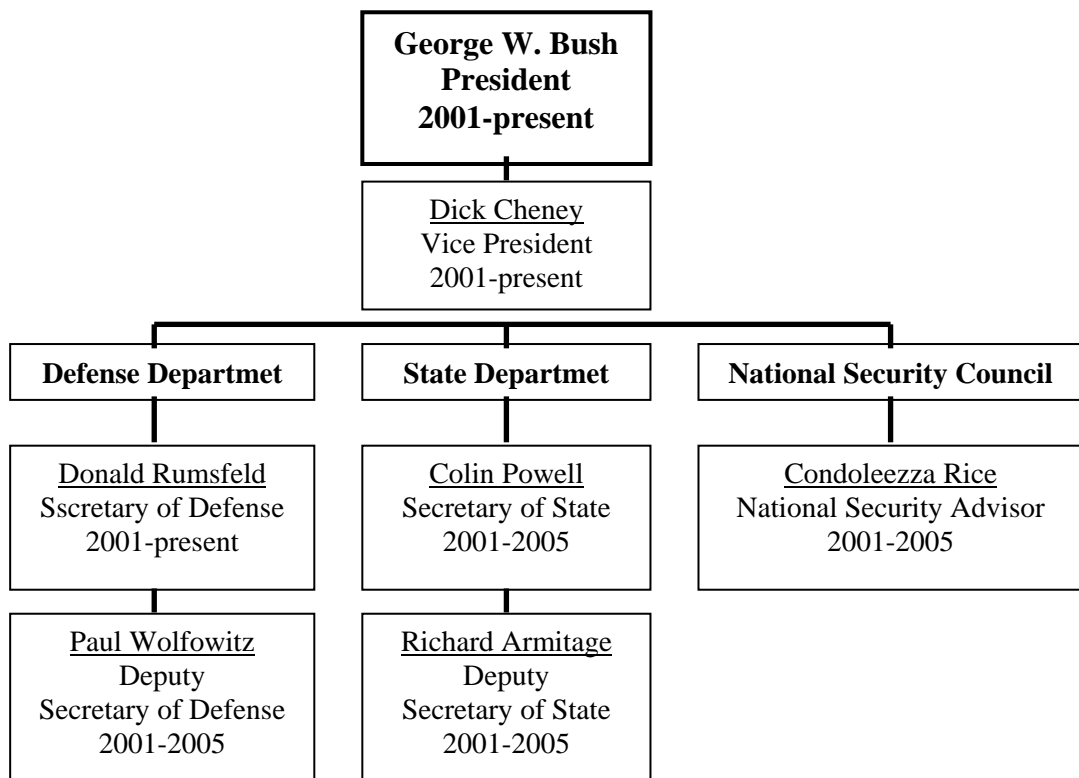 George W. Bush
President
2001-present
Dick Cheney
Vice President
2001-present
Defense Departmet
State Departmet
National Security Council
Donald Rumsfeld
Sscretary of Defense
2001-present
Colin Powell
Secretary of State
2001-2005
Condoleezza Rice
National Security Advisor
2001-2005
Paul Wolfowitz
Deputy
Secretary of Defense
2001-2005
Richard Armitage
Deputy
Secretary of State
2001-2005